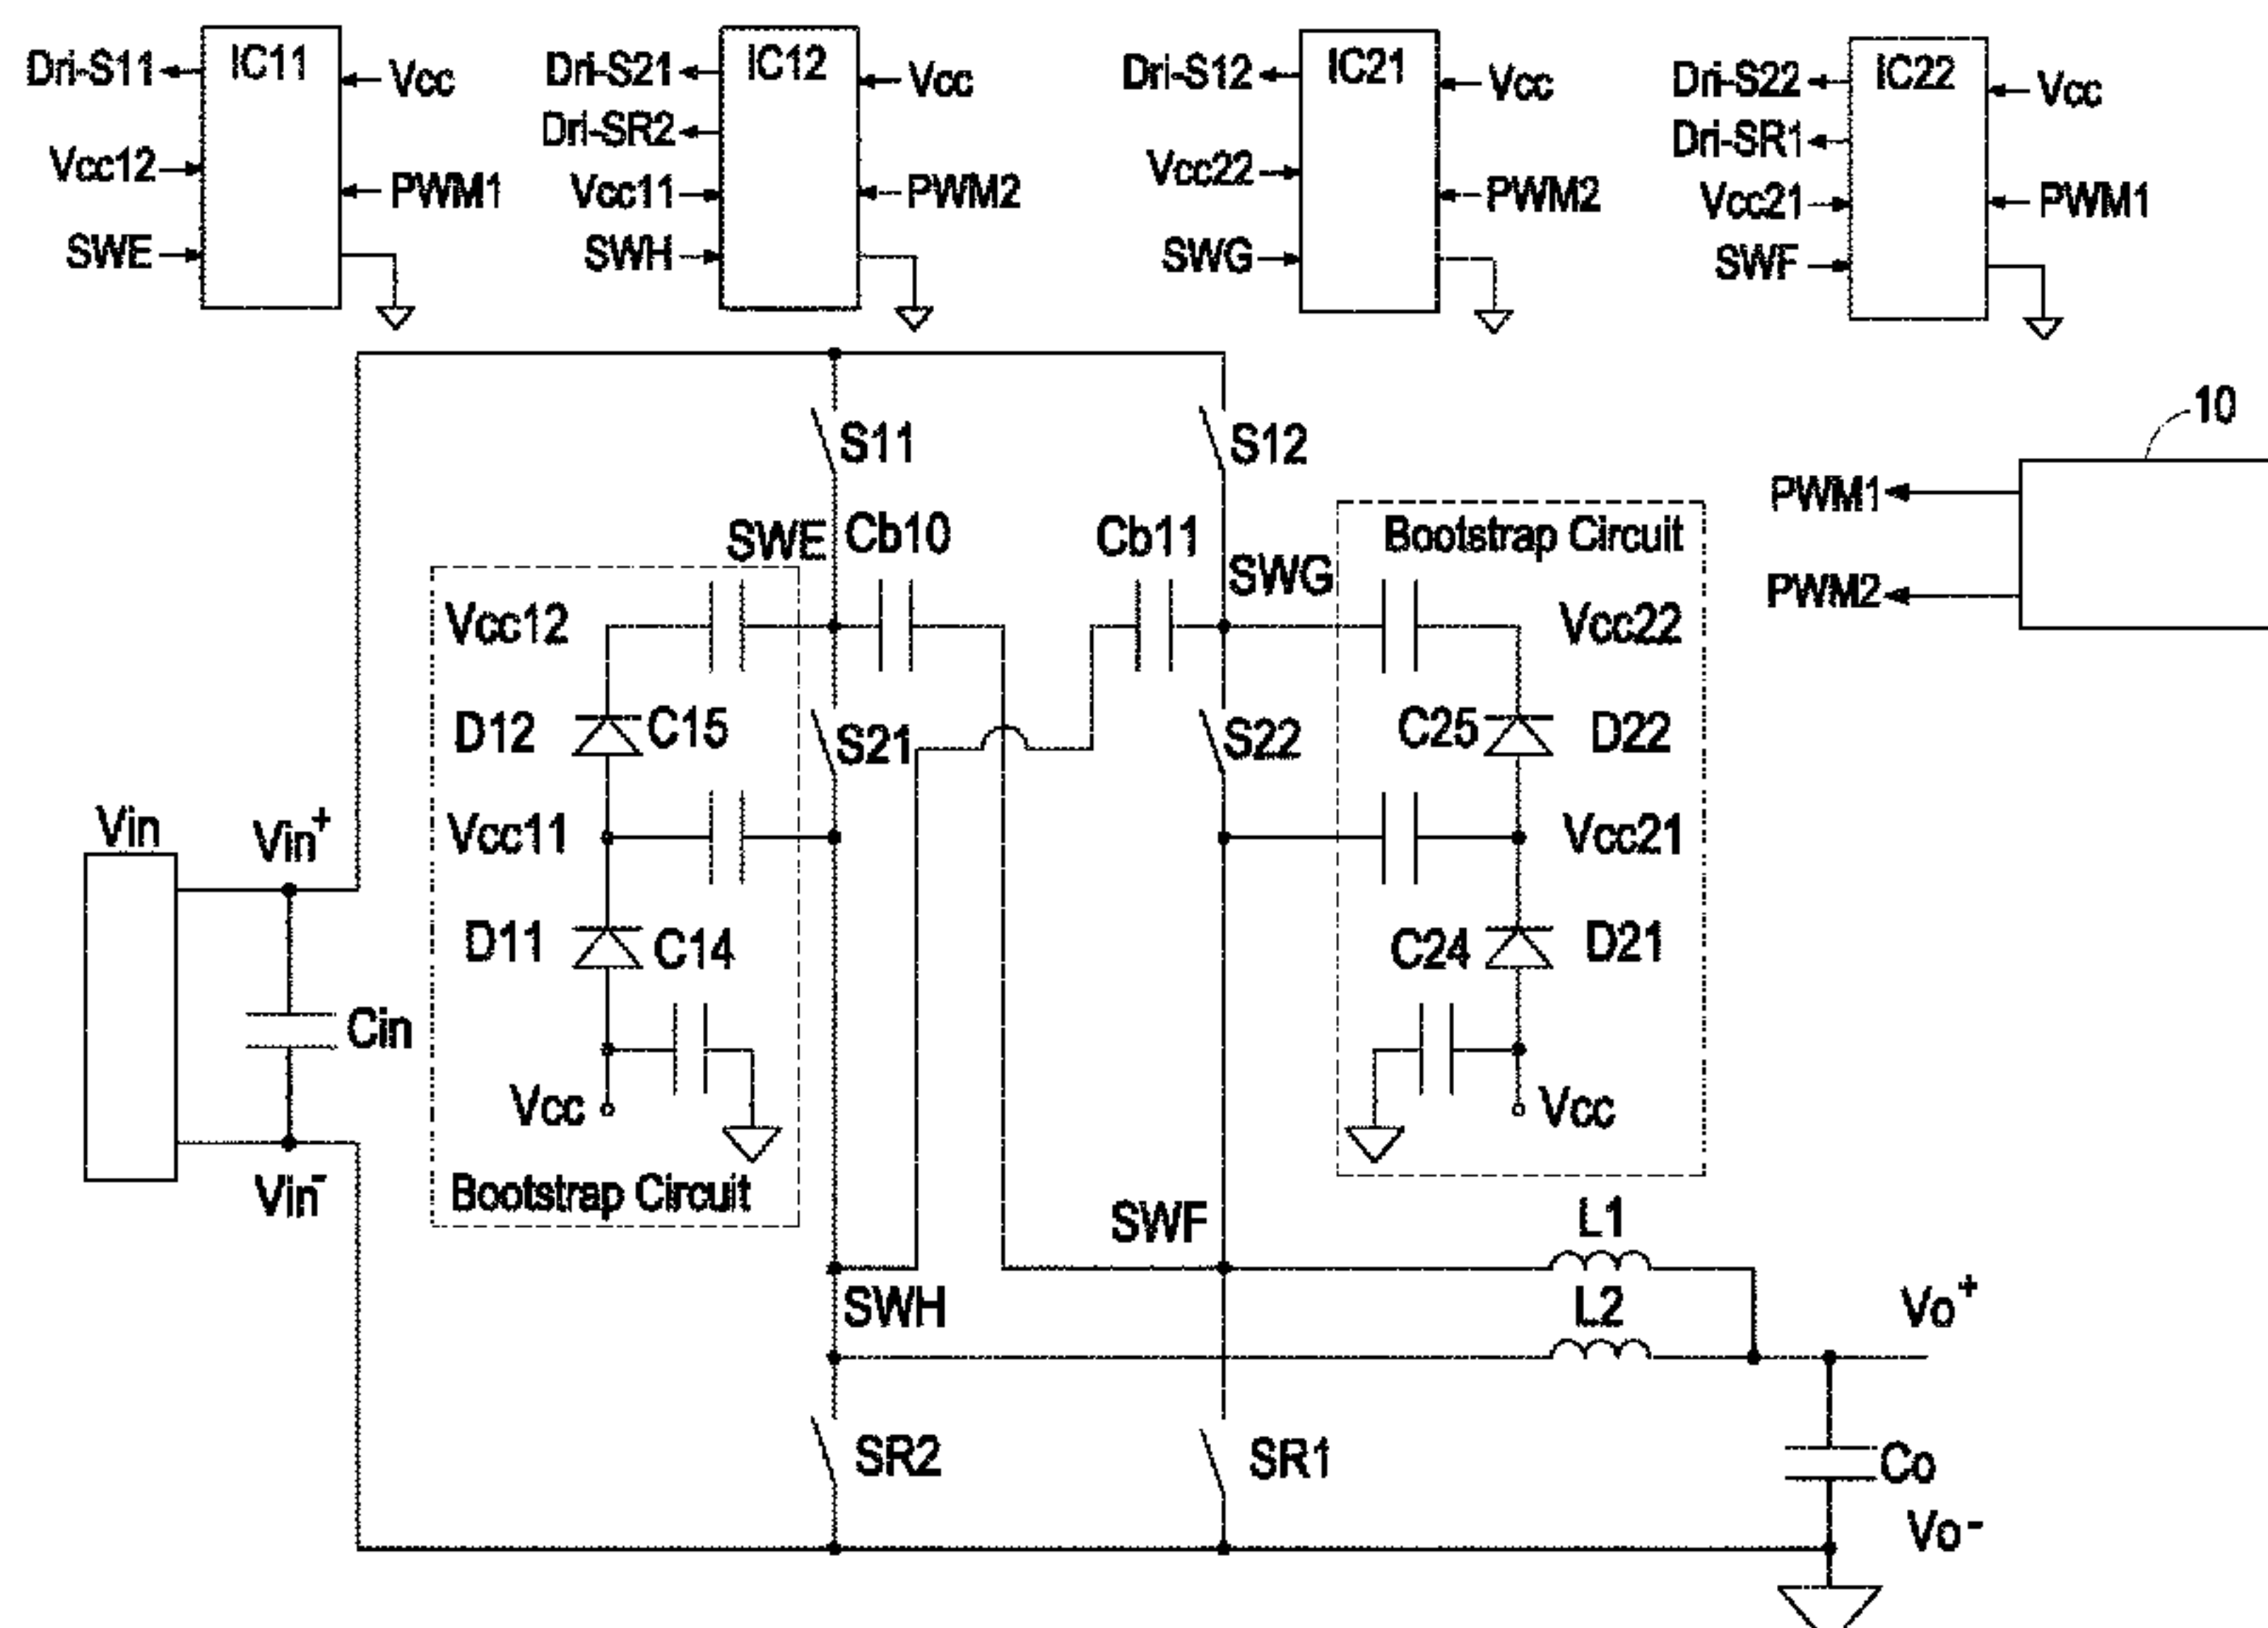 IC11
Dri-S11
Vcc
Vcc12
PWM1
SWE
IC12
Dri-S21
Vcc
Dri-SR2
Vcc11
PWM2
SWH
IC21
Dri-S12
Vcc
Vcc22
PWM2
SWG
IC22
Dri-S22
Vcc
Dri-SR1
Vcc21
PWM1
SWF
10
PWM1
PWM2
S11
S12
SWE
Cb10
Cb11
SWG
Bootstrap Circuit
Vcc12
Vcc22
D12
C15
S21
S22
C25
D22
Vcc11
Vcc21
Vin
Vin+
D11
C14
C24
D21
Cin
Vcc
Vcc
Vin-
Bootstrap Circuit
SWF
L1
SWH
L2
Vo+
SR2
SR1
Co
Vo-